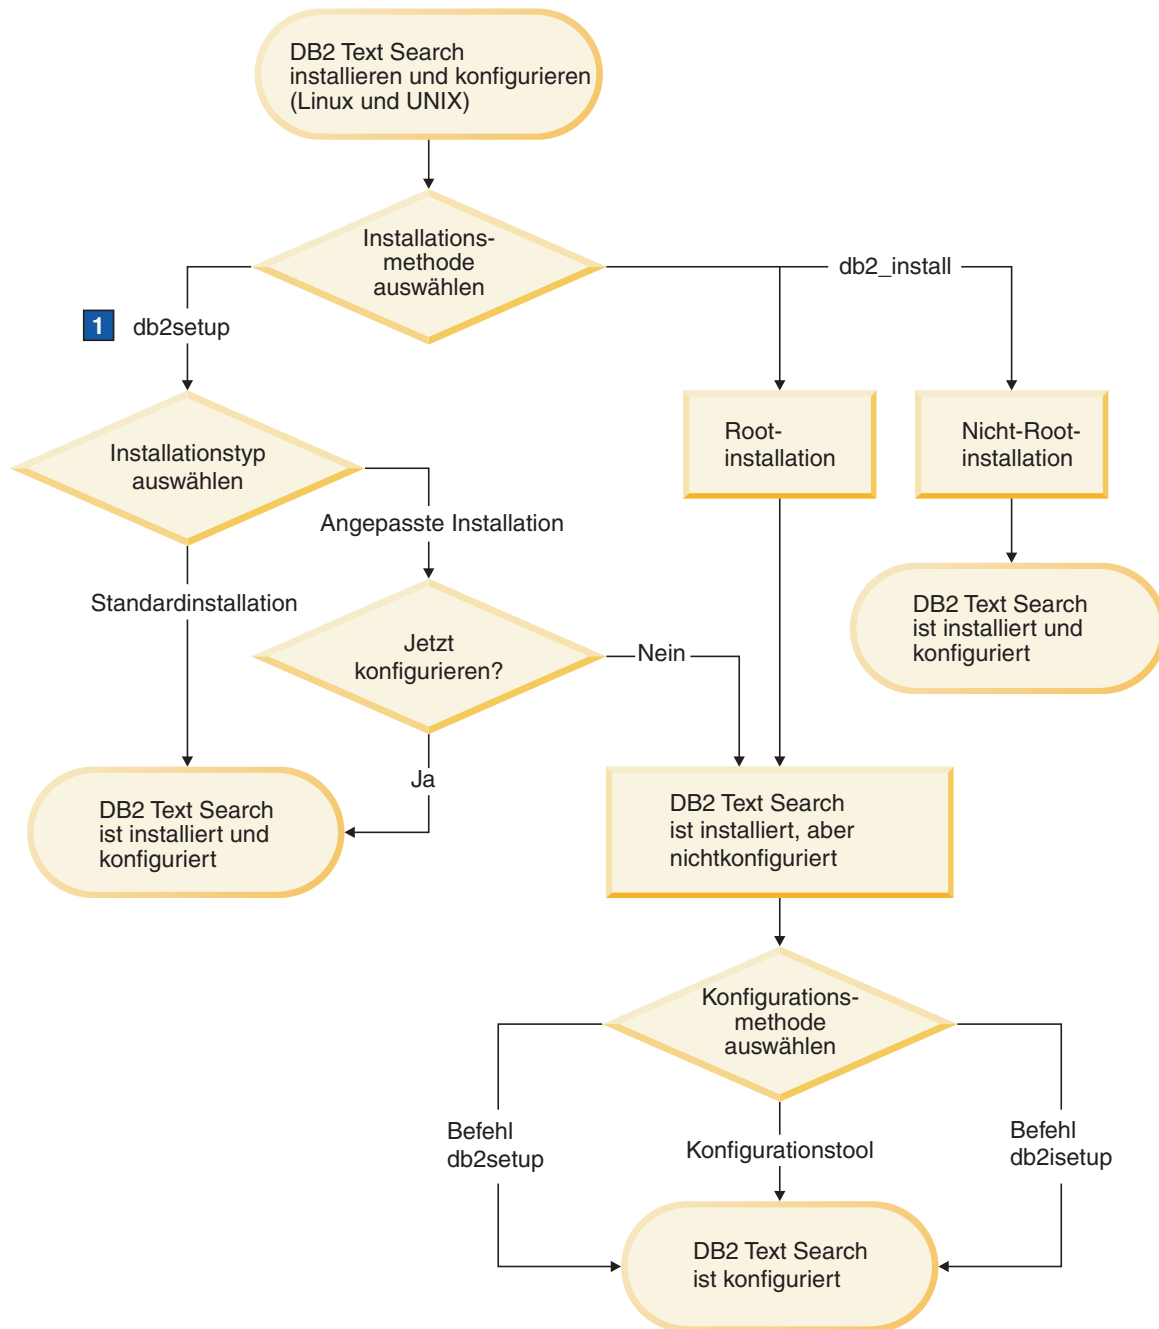 DB2 Text Search
installieren und konfigurieren
(Linux und UNIX)
Installations-
methode
auswählen
db2_install
1 db2setup
Installationstyp
auswählen
Root-
installation
Nicht-Root-
installation
Angepasste Installation
Standardinstallation
Jetzt
konfigurieren?
Nein
DB2 Text Search
ist installiert und
konfiguriert
Ja
DB2 Text Search
ist installiert und
konfiguriert
DB2 Text Search
ist installiert, aber
nichtkonfiguriert
Konfigurations-
methode
auswählen
Befehl
db2setup
Konfigurationstool
Befehl
db2isetup
DB2 Text Search
ist konfiguriert